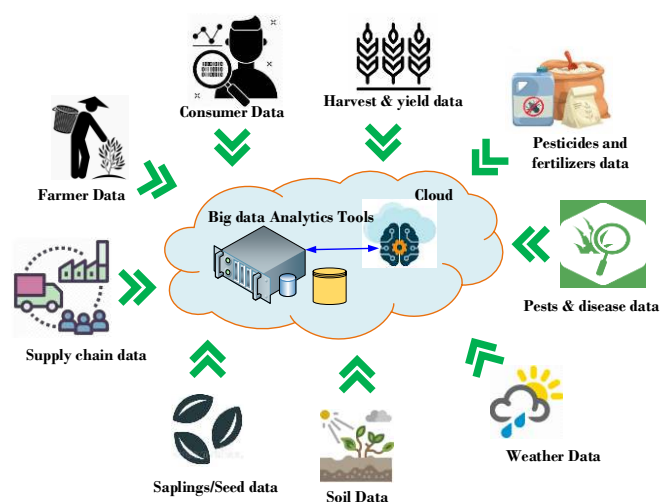 Consumer Data
Harvest & yield data
Pesticides and
fertilizers data
Farmer Data
Cloud
Big data Analytics Tools
Pests & disease data
Supply chain data
Weather Data
Saplings/Seed data
Soil Data